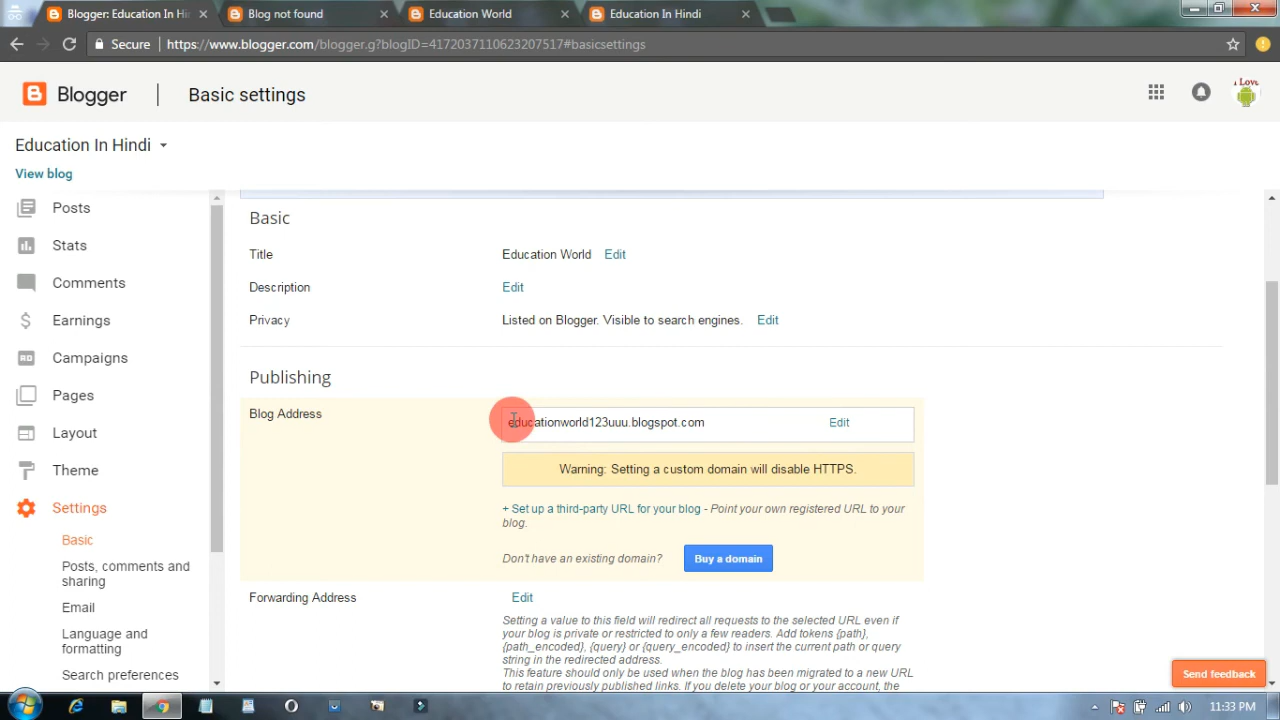 Blogger: Education In Hi
Blog not found
Education World
Education In Hindi
Secure
https://www.blogger.com/blogger.g?blogID=4172037110623207517#basicsettings
Blogger
Basic settings
I Love
Education In Hindi
View blog
Posts
Stats
Comments
Earnings
Campaigns
Pages
Layout
Theme
Settings
Basic
Posts, comments and
sharing
Email
Language and
formatting
Search preferences
Basic
Title
Education World Edit
Description
Edit
Privacy
Listed on Blogger. Visible to search engines. Edit
Publishing
Blog Address
educationworld123uuu.blogspot.com
Edit
Warning: Setting a custom domain will disable HTTPS.
+ Set up a third-party URL for your blog - Point your own registered URL to your
blog.
Don't have an existing domain?
Buy a domain
Forwarding Address
Edit
Setting a value to this field will redirect all requests to the selected URL even if
your blog is private or restricted to only a few readers. Add tokens {path},
{path_encoded}, {query} or {query_encoded} to insert the current path or query
string in the redirected address.
This feature should only be used when the blog has been migrated to a new URL
to retain previously published links. If you delete your blog or your account, the
Send feedback
11:33 PM